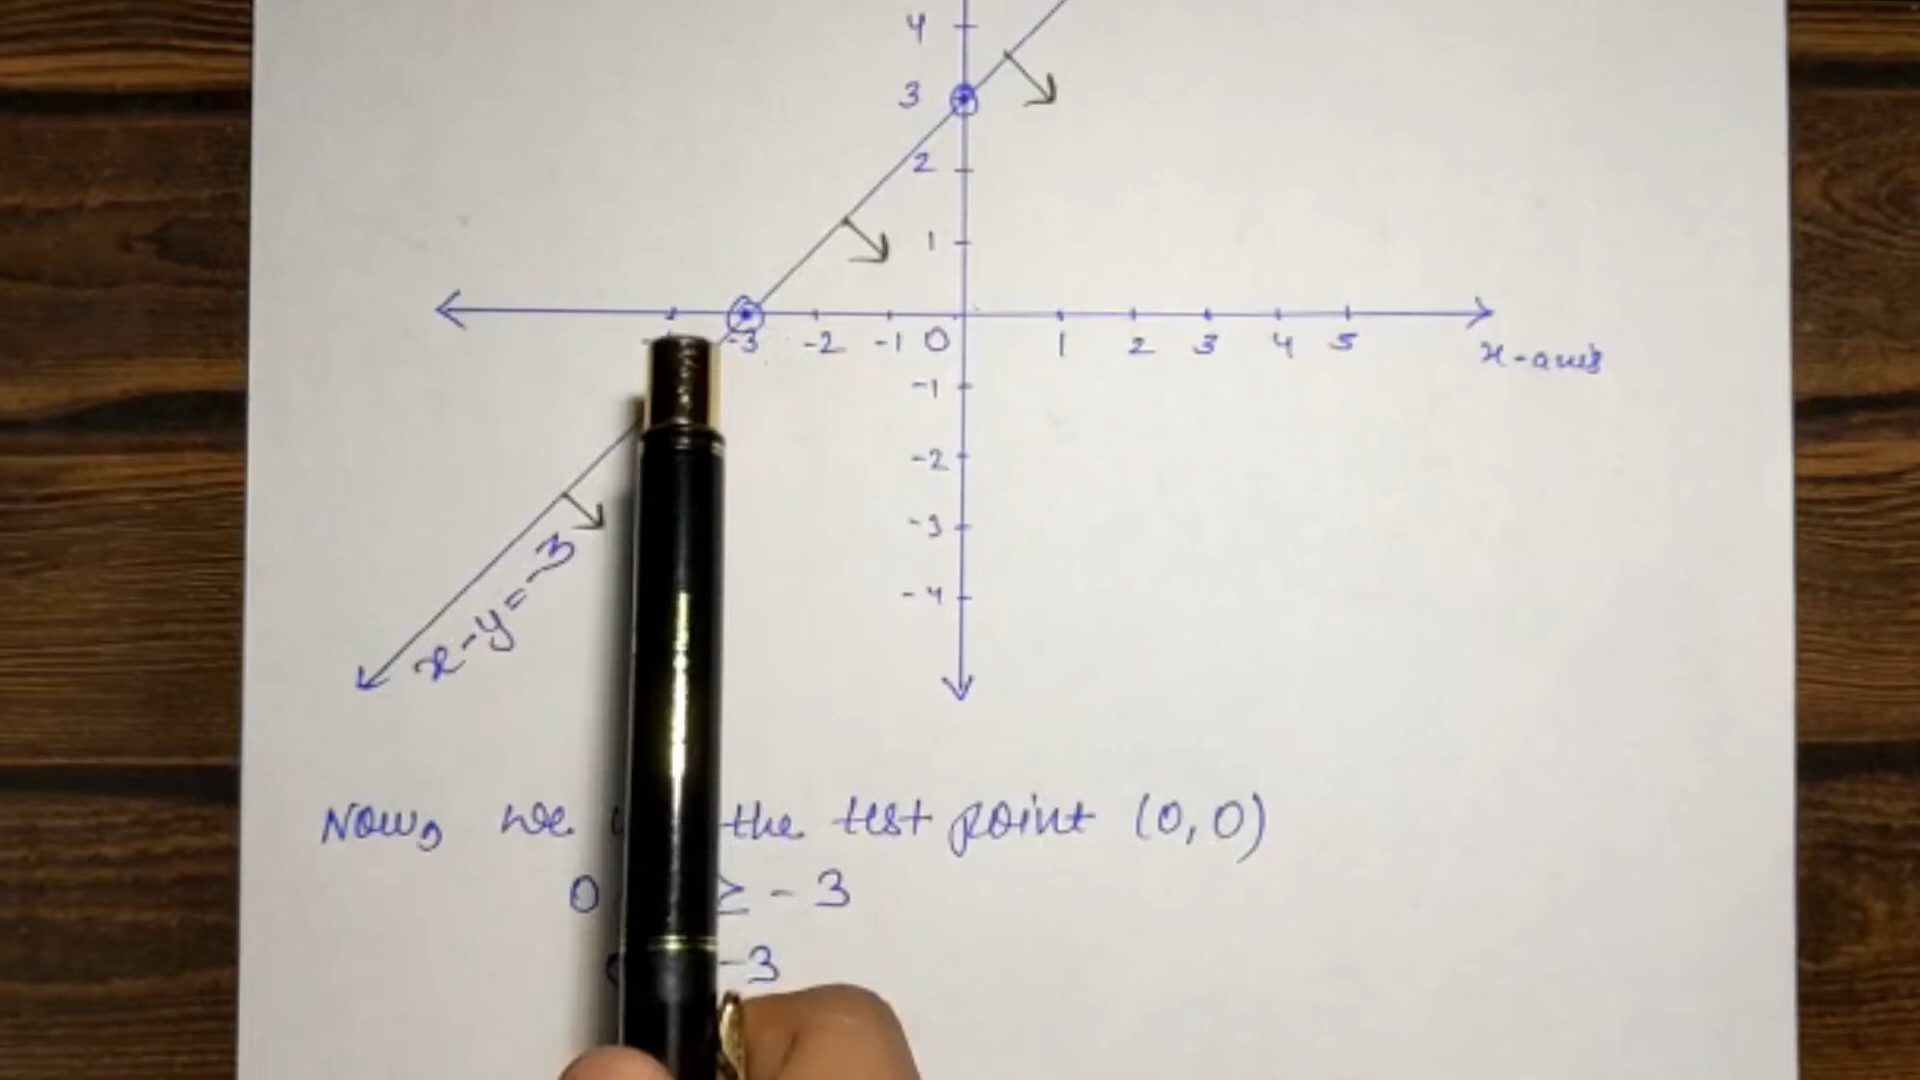 4
3
2
1
-3 -2 -1 0 1 2 3 4 5 x-axis
-1
-2
-3
-4
x-y=-3
Now, we the test point (0,0)
0 ≥ -3
-3